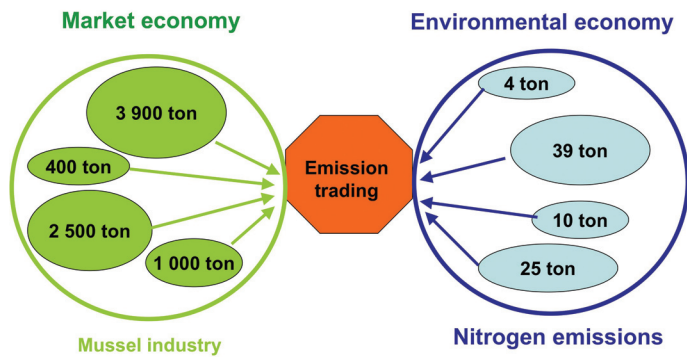 Market economy
3 900 ton
400 ton
2 500 ton
1 000 ton
Mussel industry
Emission
trading
Environmental economy
4 ton
39 ton
10 ton
25 ton
Nitrogen emissions